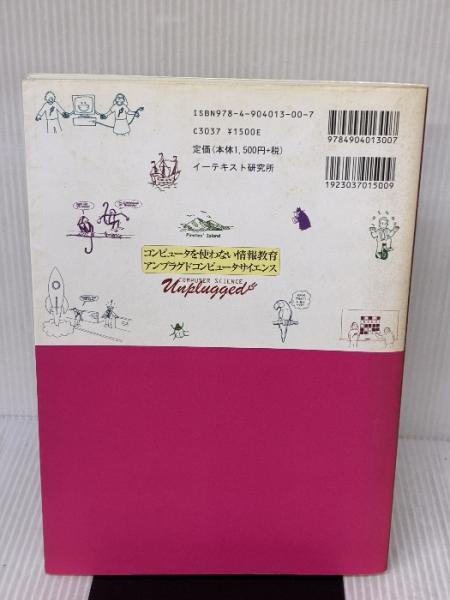 ISBN978-4-904013-00-7
C3037 ¥1500E
定価(本体1,500円+税)
イーテキスト研究所
9784904013007
1923037015009
Pirates' Island
コンピュータを使わない情報教育
アンプラグドコンピュータサイエンス
COMPUTER SCIENCE
Unplugged